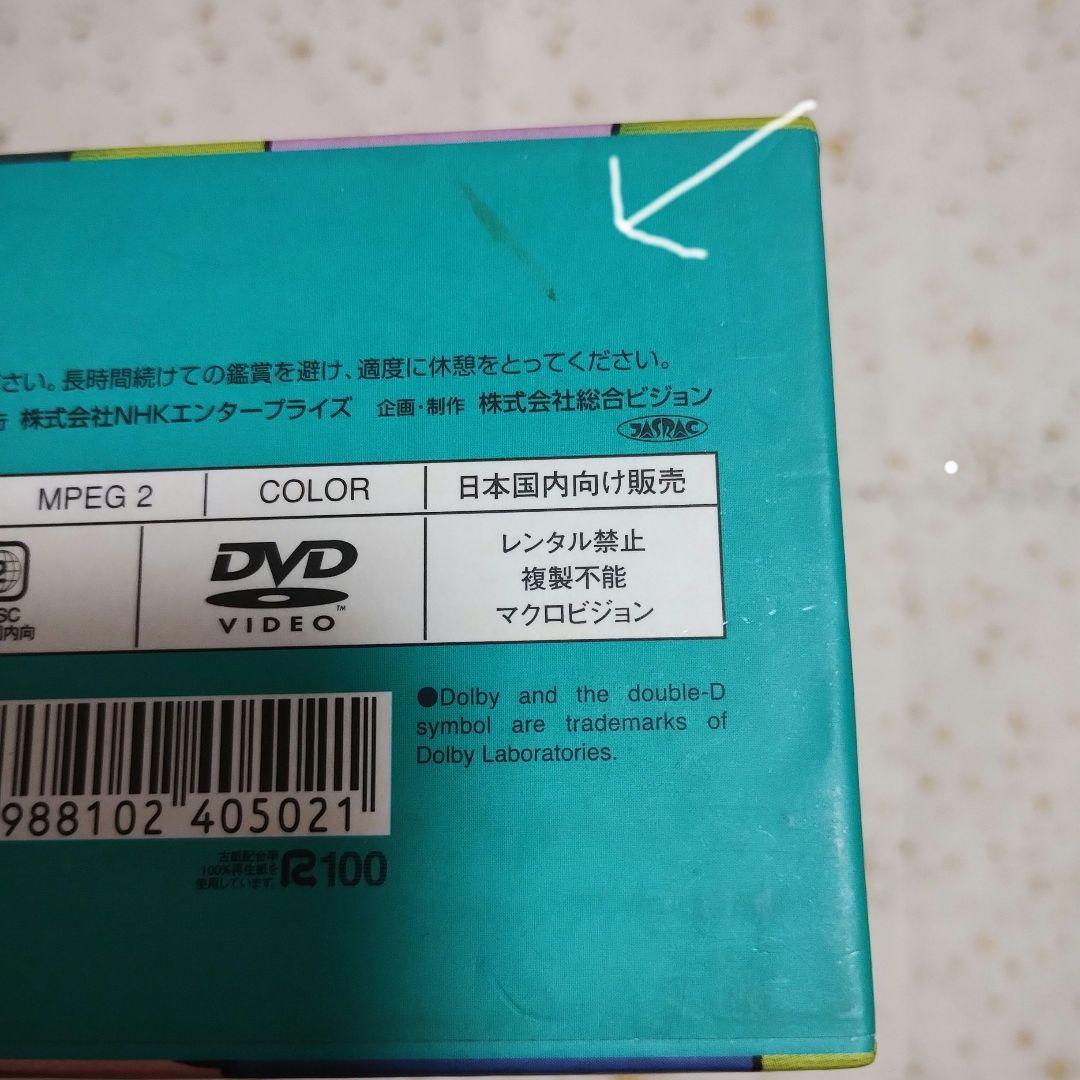 さい。長時間続けての鑑賞を避け、適度に休憩をとってください。
株式会社NHKエンタープライズ 企画・制作 株式会社総合ビジョン
JASRAC
MPEG 2 COLOR 日本国内向け販売
2
SC
国内向
DVD
VIDEO
TM
レンタル禁止
複製不能
マクロビジョン
●Dolby and the double-D
symbol are trademarks of
Dolby Laboratories.
988102 405021
古紙配合率
100%再生紙を
使用しています。
R100